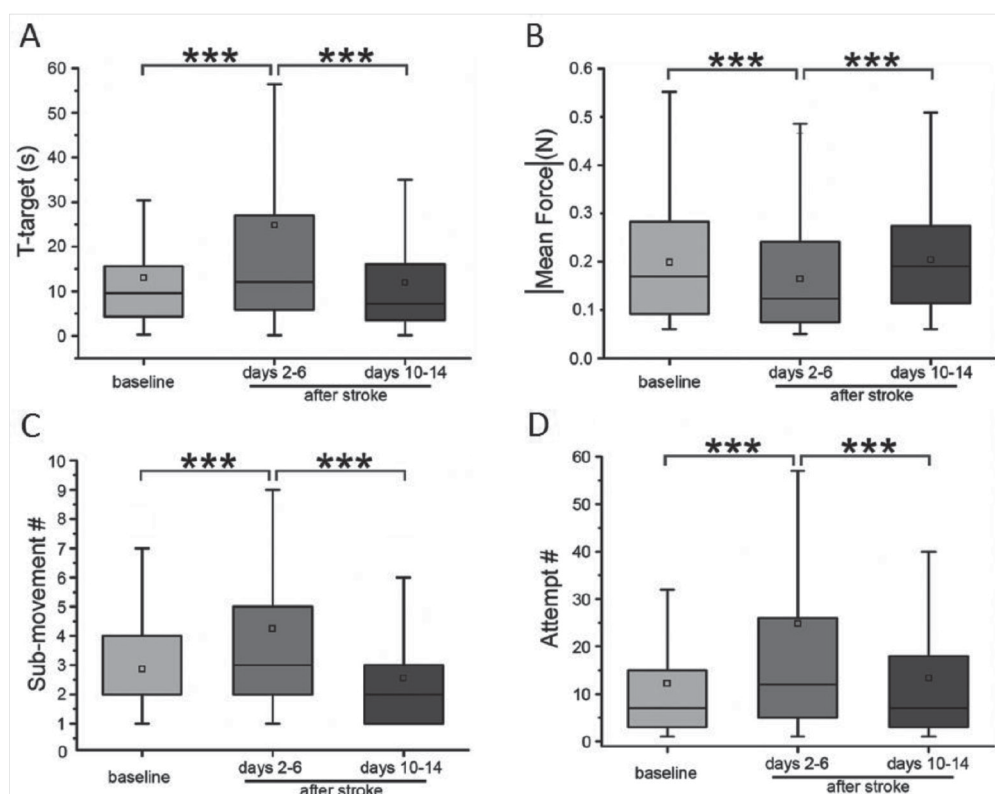 A
T-target (s)
60
50
40
30
20
10
0
*** ***
baseline
days 2-6 days 10-14
after stroke
B
|Mean Force|(N)
0.6
0.5
0.4
0.3
0.2
0.1
0.0
*** ***
baseline
days 2-6 days 10-14
after stroke
C
Sub-movement #
10
9
8
7
6
5
4
3
2
1
0
*** ***
baseline
days 2-6 days 10-14
after stroke
D
Attempt #
60
50
40
30
20
10
0
*** ***
baseline
days 2-6 days 10-14
after stroke